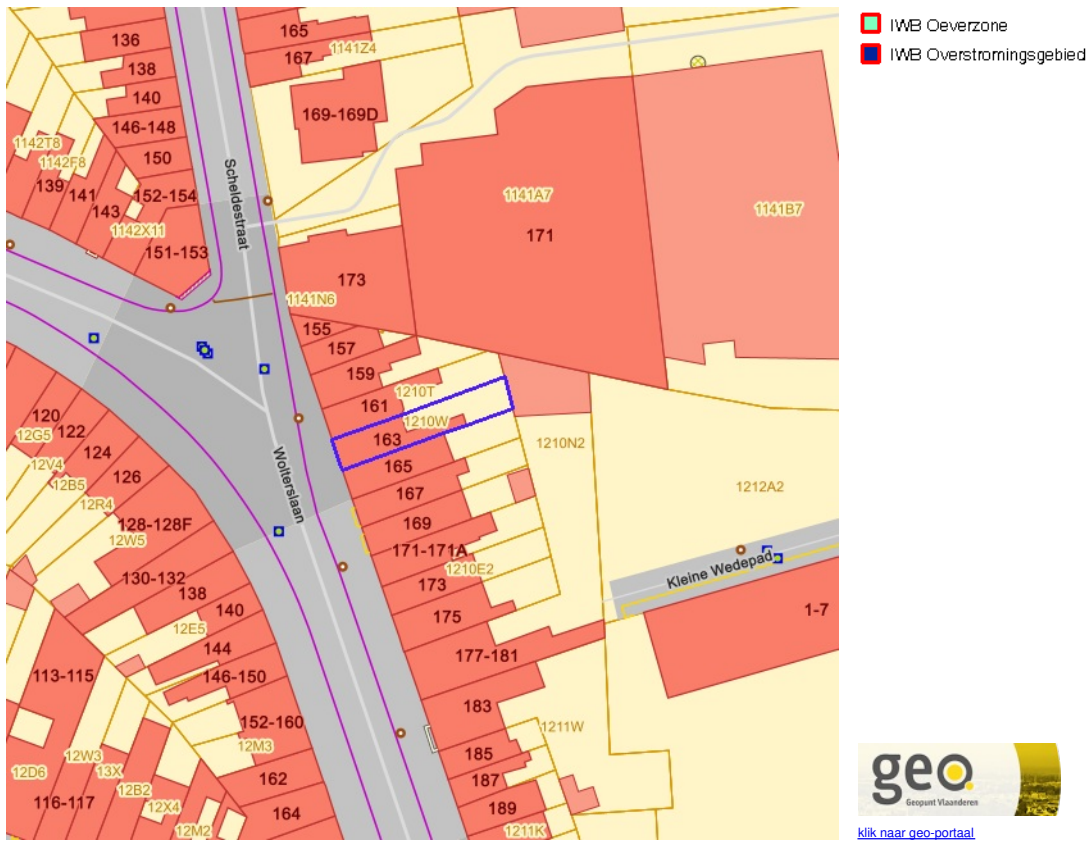 136
138
140
146-148
150
152-154
1142T8
1142F8
139
141
143
1142X11
151-153
Scheldestraat
165
167
1141Z4
169-169D
1141A7
171
1141B7
173
1141N6
155
157
159
161
1210T
1210W
163
165
167
169
171-171A
1210E2
173
175
177-181
183
185
187
189
1211W
1211K
1210N2
1212A2
Kleine Wedepad
1-7
Wolterslaan
120
12G5
122
12V4
124
12B5
126
12R4
128-128F
12W5
130-132
138
140
12E5
144
146-150
152-160
12M3
162
164
113-115
12W3
13X
12D6
12B2
116-117
12X4
12M2
IWB Oeverzone
IWB Overstromingsgebied
geo
Geopunt Vlaanderen
klik naar geo-portaal